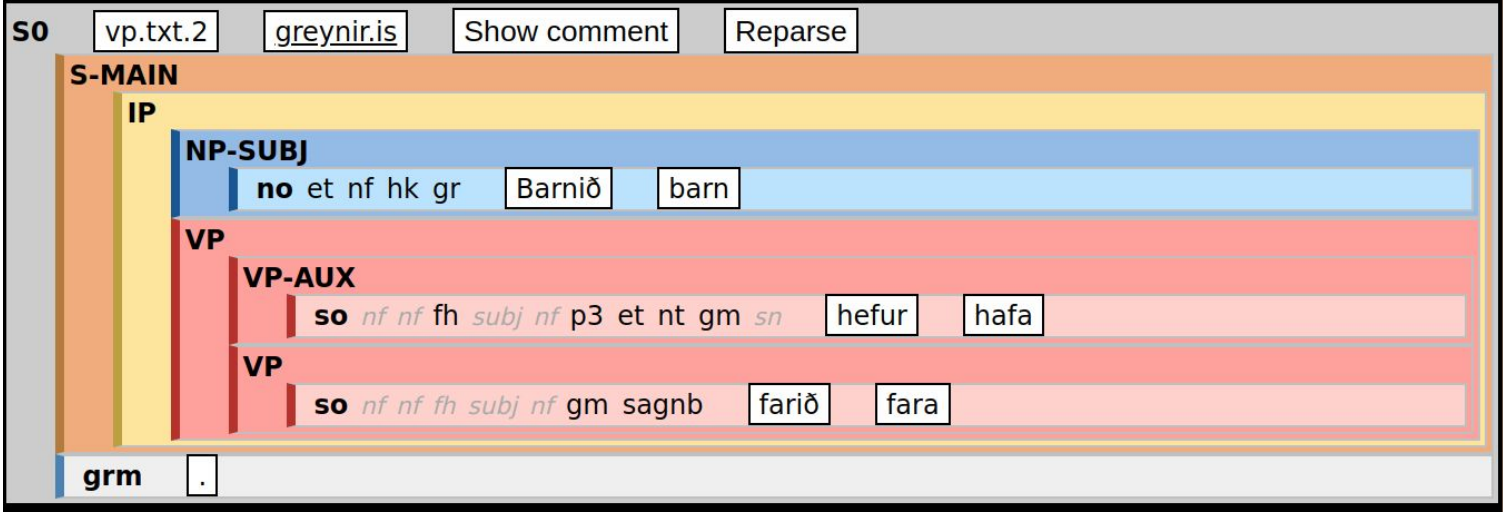 S0 vp.txt.2 greynir.is Show comment Reparse
S-MAIN
IP
NP-SUBJ
no et nf hk gr Barnið barn
VP
VP-AUX
so nf nf fh subj nf p3 et nt gm sn hefur hafa
VP
so nf nf fh subj nf gm sagnb farið fara
grm .